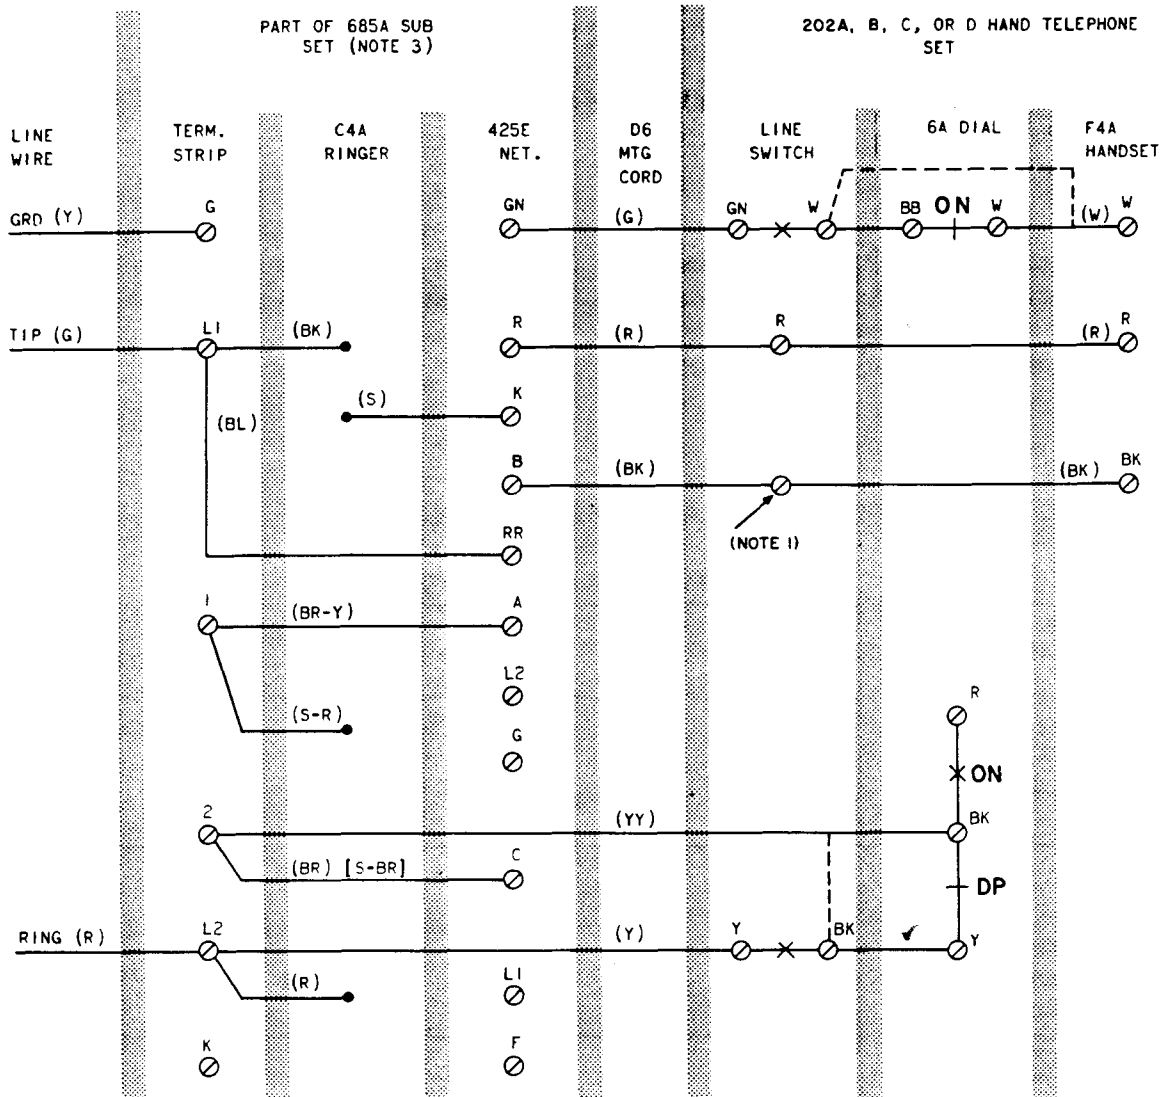 PART OF 685A SUB
SET (NOTE 3)
202A, B, C, OR D HAND TELEPHONE
SET
LINE
WIRE
TERM.
STRIP
C4A
RINGER
425E
NET.
D6
MTG
CORD
LINE
SWITCH
6A DIAL
F4A
HANDSET
GRD (Y)
G
GN
(G)
GN
W
BB
ON
W
(W)
W
TIP (G)
L1
(BK)
R
(R)
R
(R)
R
(BL)
(S)
K
B
(BK)
(BK)
BK
(NOTE 1)
RR
1
(BR-Y)
A
L2
(S-R)
G
R
ON
2
(YY)
BK
(BR) [S-BR]
C
DP
RING (R)
L2
(Y)
Y
BK
Y
(R)
L1
K
F